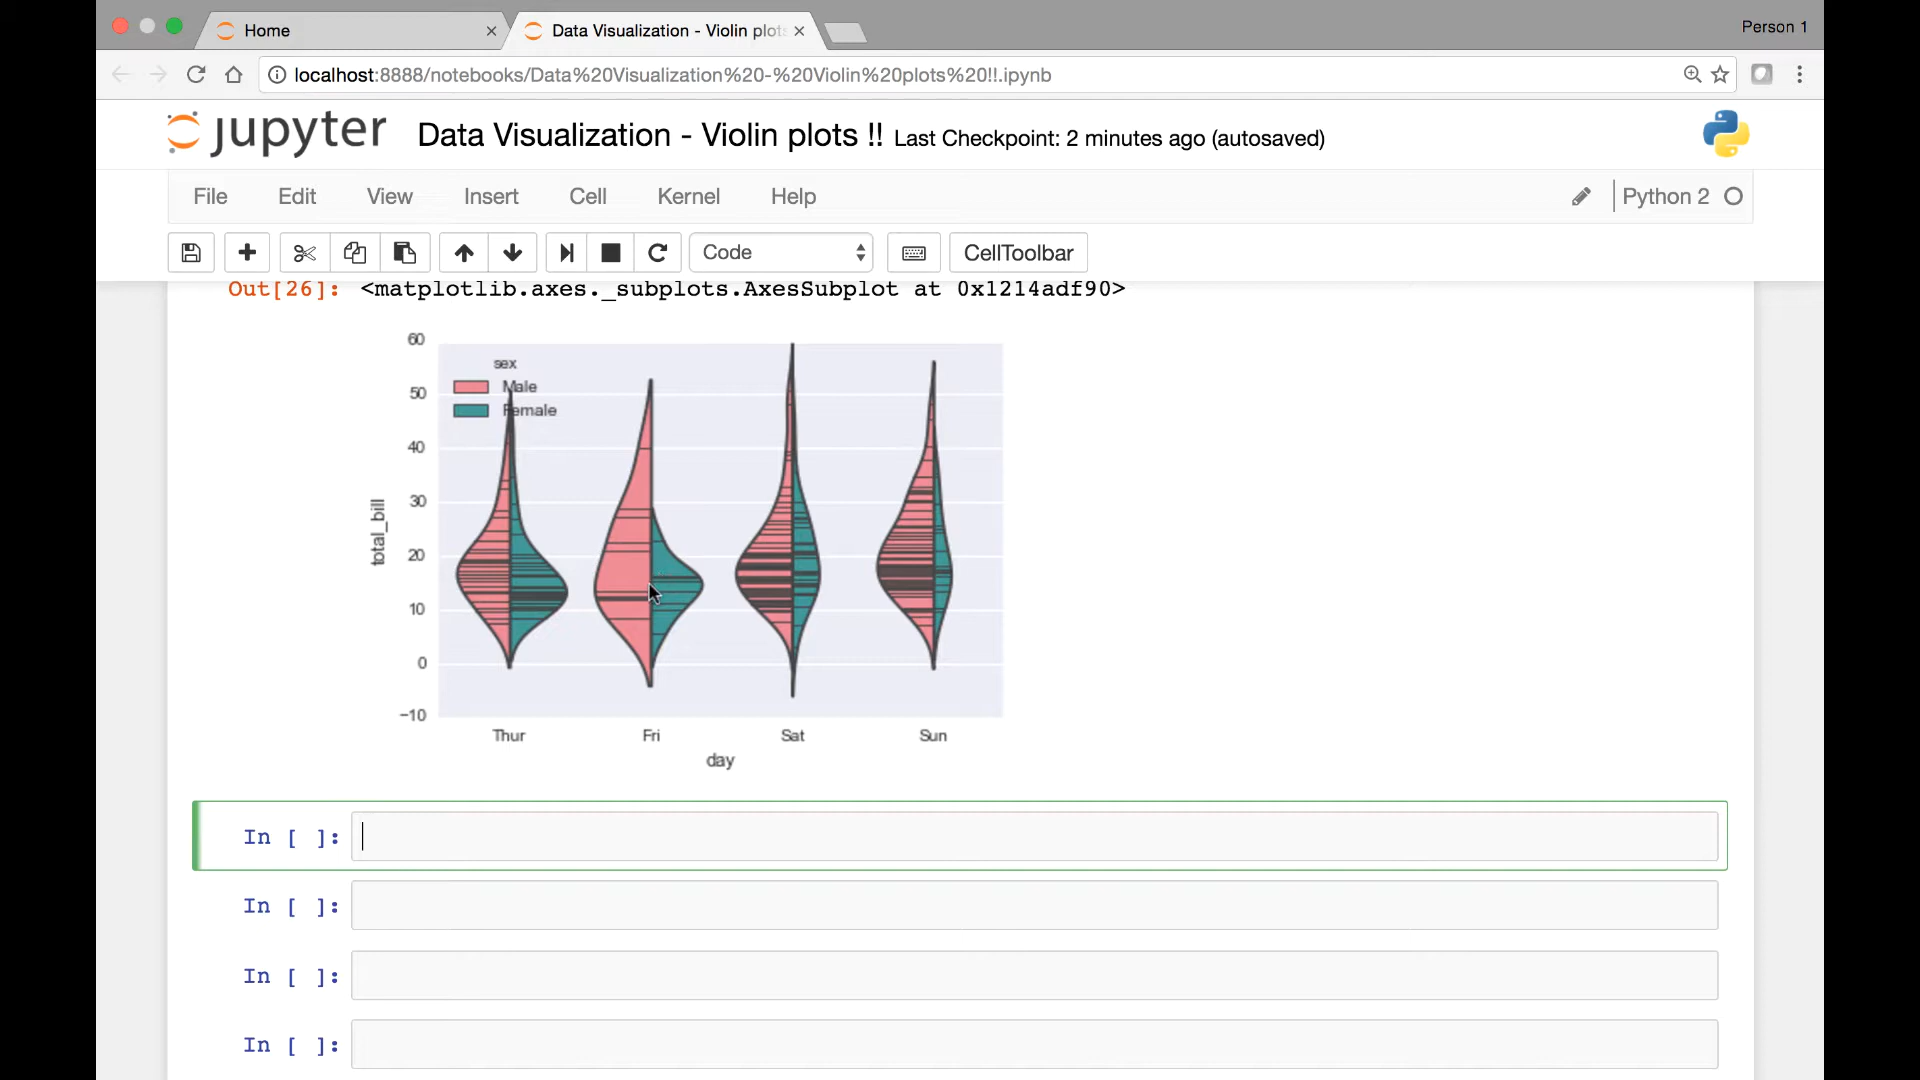 Home
Data Visualization - Violin plots
Person 1
localhost:8888/notebooks/Data%20Visualization%20-%20Violin%20plots%20!!.ipynb
jupyter
Data Visualization - Violin plots !! Last Checkpoint: 2 minutes ago (autosaved)
File Edit View Insert Cell Kernel Help
Python 2
Code
CellToolbar
Out[26]: <matplotlib.axes._subplots.AxesSubplot at 0x1214adf90>
60
sex
Male
50
Female
40
30
total_bill
20
10
0
−10
Thur Fri Sat Sun
day
In [ ]:
In [ ]:
In [ ]:
In [ ]: